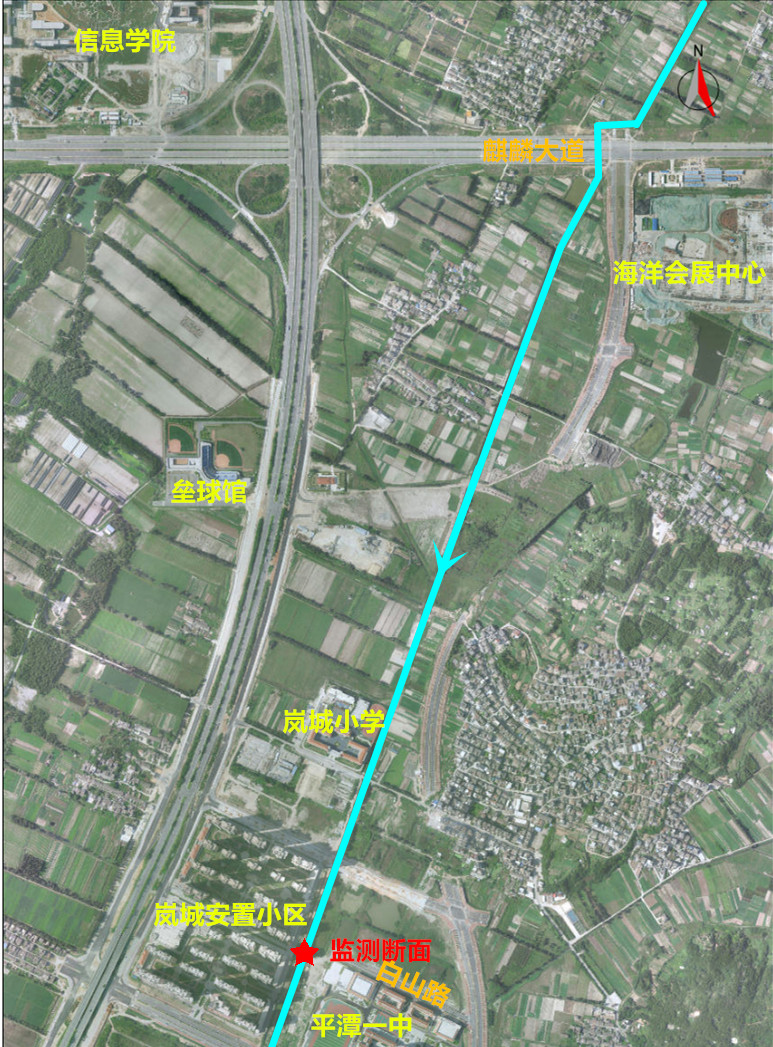 信息学院
N
麒麟大道
海洋会展中心
垒球馆
岚城小学
岚城安置小区
监测断面
白山路
平潭一中